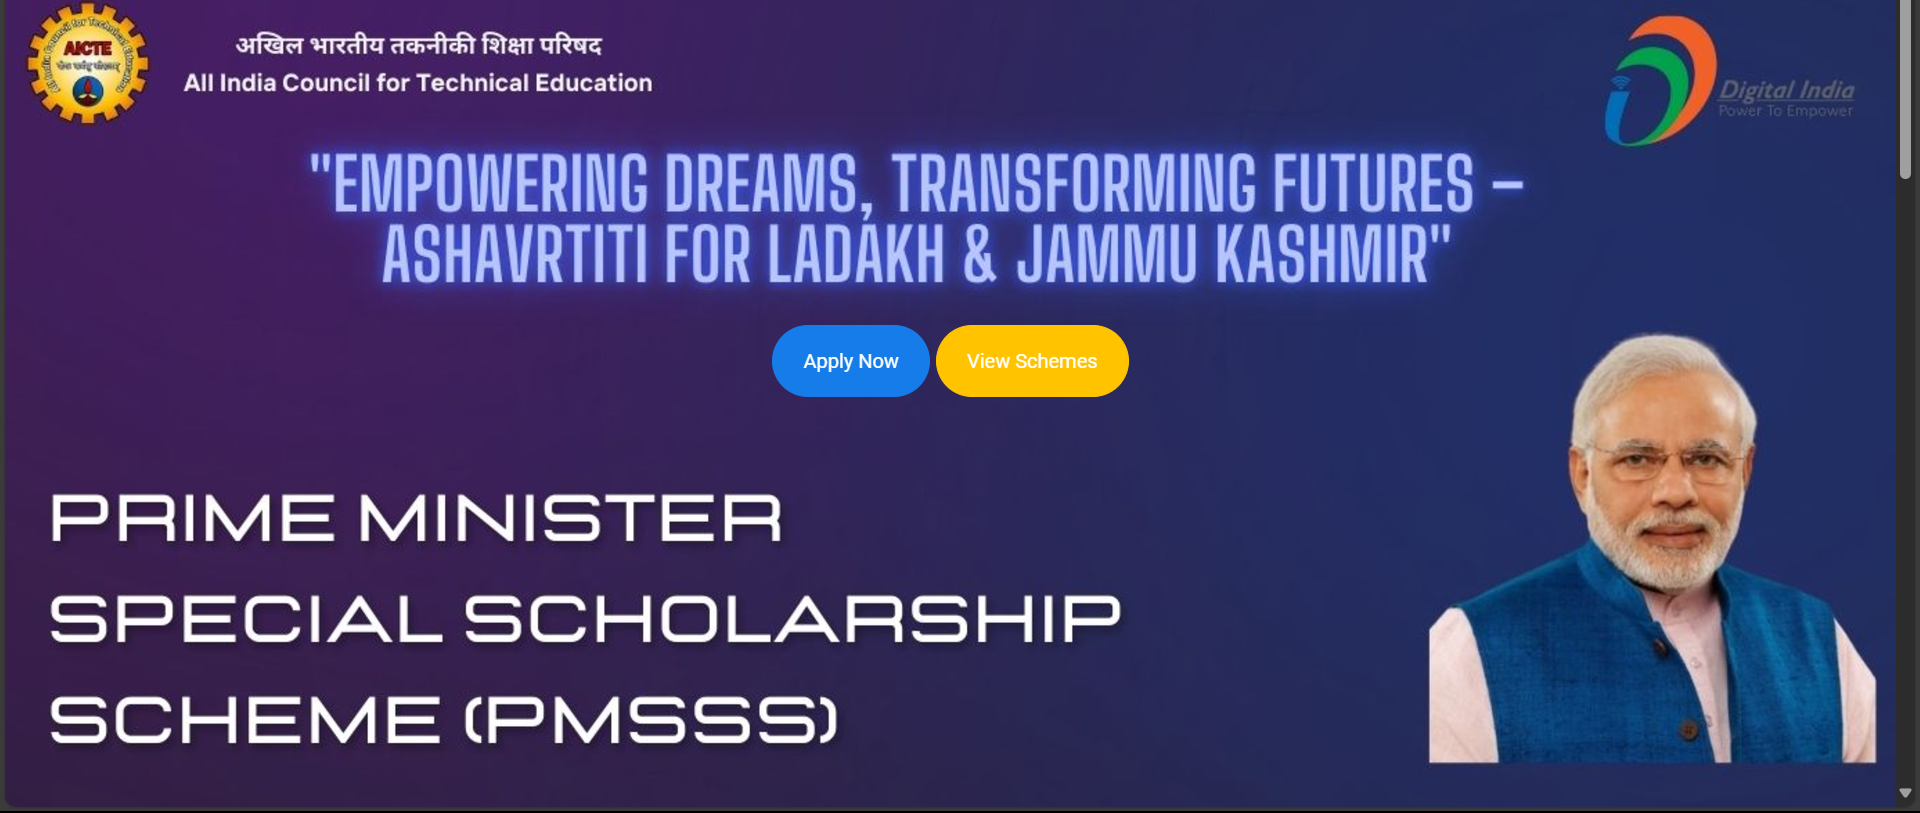 AICTE
अखिल भारतीय तकनीकी शिक्षा परिषद
All India Council for Technical Education
Digital India
Power To Empower
"EMPOWERING DREAMS, TRANSFORMING FUTURES –
ASHAVRTITI FOR LADAKH & JAMMU KASHMIR"
Apply Now
View Schemes
PRIME MINISTER
SPECIAL SCHOLARSHIP
SCHEME (PMSSS)